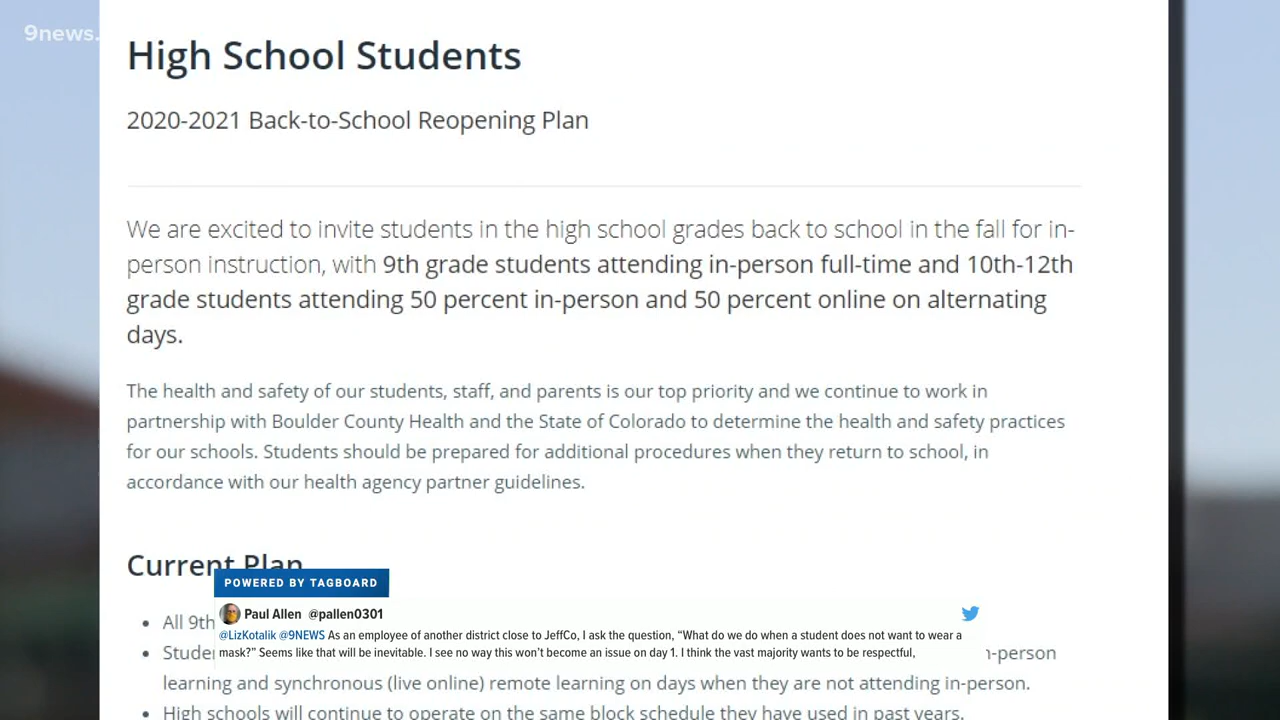 9news.
High School Students
2020-2021 Back-to-School Reopening Plan
We are excited to invite students in the high school grades back to school in the fall for in-
person instruction, with 9th grade students attending in-person full-time and 10th-12th
grade students attending 50 percent in-person and 50 percent online on alternating
days.
The health and safety of our students, staff, and parents is our top priority and we continue to work in
partnership with Boulder County Health and the State of Colorado to determine the health and safety practices
for our schools. Students should be prepared for additional procedures when they return to school, in
accordance with our health agency partner guidelines.
Current Plan
POWERED BY TAGBOARD
All 9th
Paul Allen @pallen0301
@LizKotalik @9NEWS As an employee of another district close to JeffCo, I ask the question, “What do we do when a student does not want to wear a
mask?” Seems like that will be inevitable. I see no way this won’t become an issue on day 1. I think the vast majority wants to be respectful,
-person
learning and synchronous (live online) remote learning on days when they are not attending in-person.
High schools will continue to operate on the same block schedule they have used in past years.